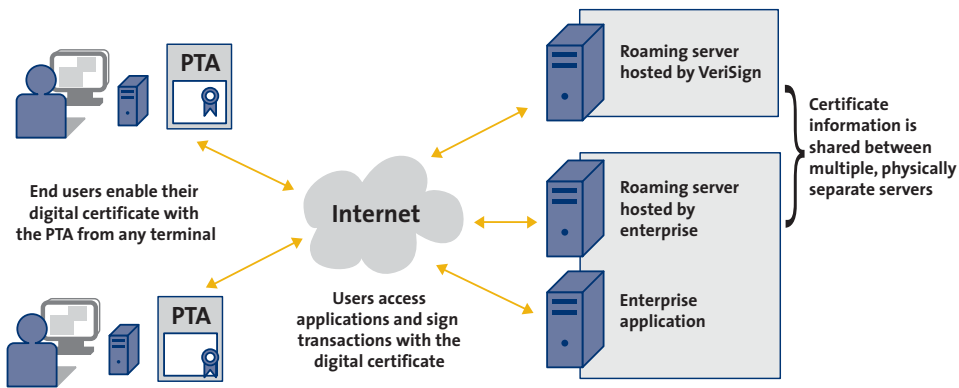 PTA
End users enable their
digital certificate with
the PTA from any terminal
PTA
Internet
Users access
applications and sign
transactions with the
digital certificate
Roaming server
hosted by VeriSign
Roaming server
hosted by
enterprise
Enterprise
application
Certificate
information is
shared between
multiple, physically
separate servers